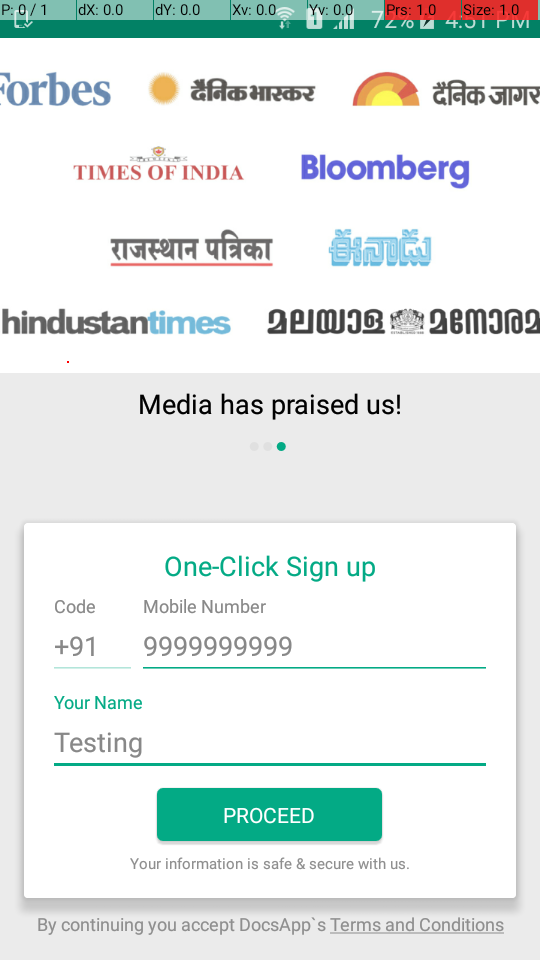 P: 0 / 1 dX: 0.0 dY: 0.0 Xv: 0.0 Yv: 0.0 Prs: 1.0 Size: 1.0
72% 4:51 PM
Forbes दैनिक भास्कर दैनिक जागर
TIMES OF INDIA Bloomberg
राजस्थान पत्रिका ఈనాడు
hindustantimes മലയാള മനോരമ
Media has praised us!
One-Click Sign up
Code Mobile Number
+91 9999999999
Your Name
Testing
PROCEED
Your information is safe & secure with us.
By continuing you accept DocsApp`s Terms and Conditions